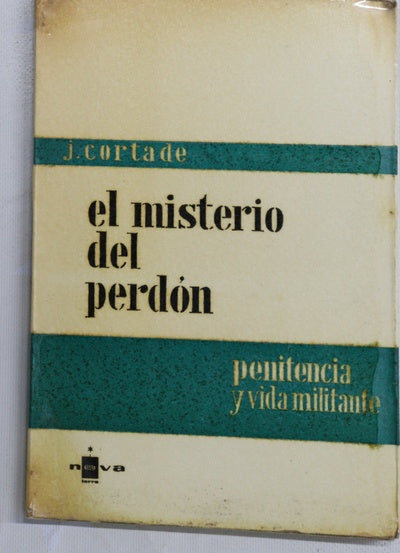 j. cortade
el misterio
del
perdón
penitencia
y vida militante
nova
terra